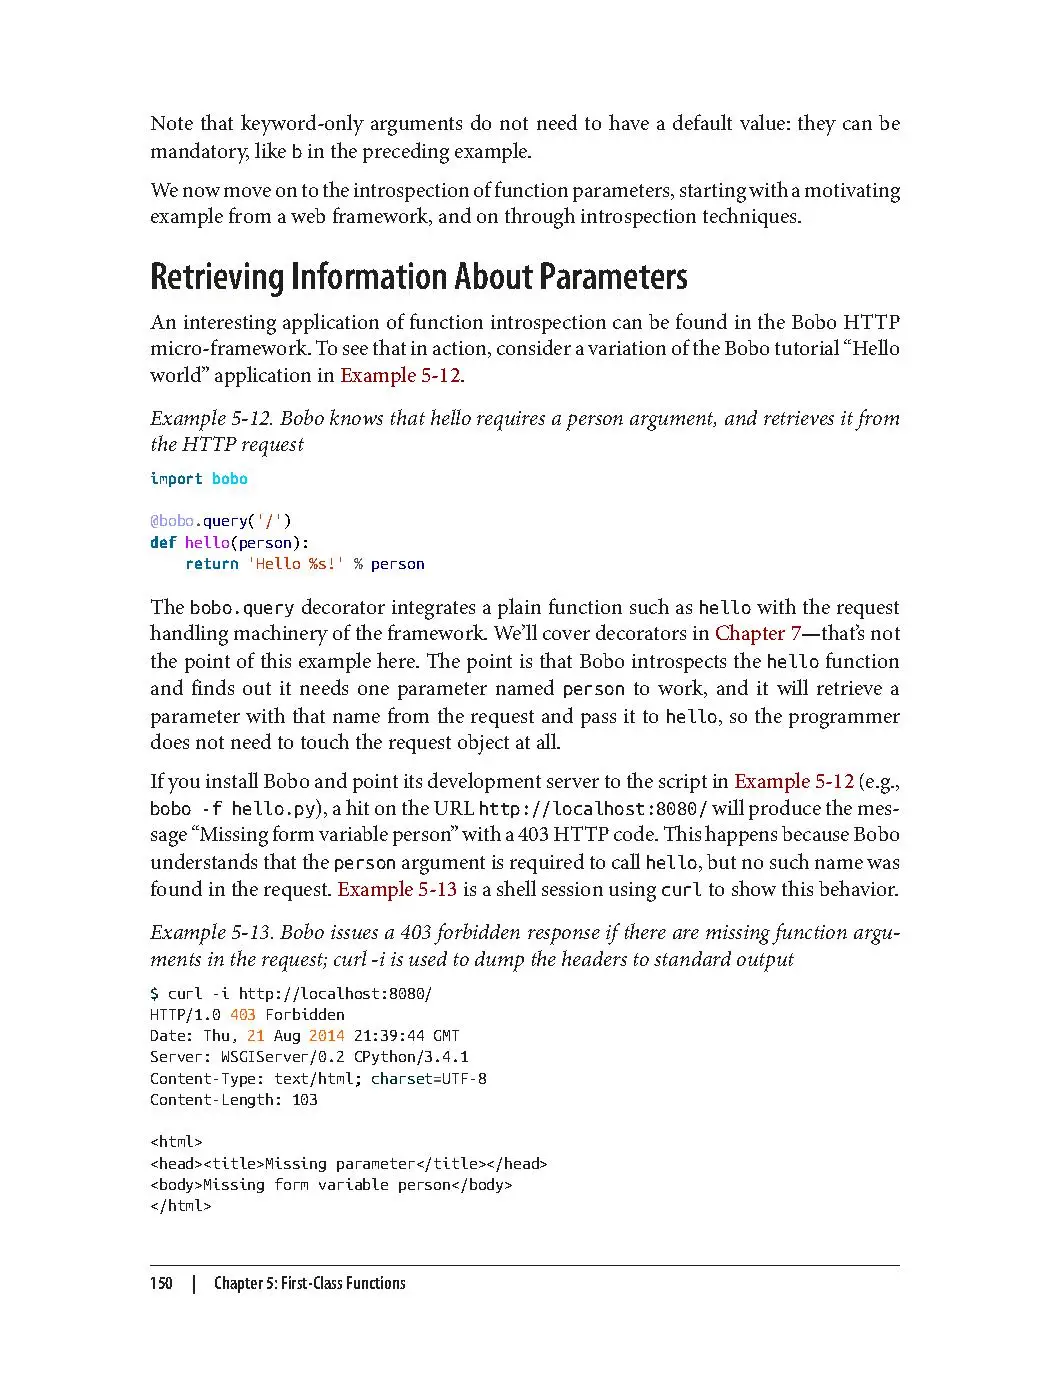 Note that keyword-only arguments do not need to have a default value: they can be
mandatory, like b in the preceding example.
We now move on to the introspection of function parameters, starting with a motivating
example from a web framework, and on through introspection techniques.
Retrieving Information About Parameters
An interesting application of function introspection can be found in the Bobo HTTP
micro-framework. To see that in action, consider a variation of the Bobo tutorial “Hello
world” application in Example 5-12.
Example 5-12. Bobo knows that hello requires a person argument, and retrieves it from
the HTTP request
import bobo
@bobo.query('/')
def hello(person):
    return 'Hello %s!' % person
The bobo.query decorator integrates a plain function such as hello with the request
handling machinery of the framework. We’ll cover decorators in Chapter 7—that’s not
the point of this example here. The point is that Bobo introspects the hello function
and finds out it needs one parameter named person to work, and it will retrieve a
parameter with that name from the request and pass it to hello, so the programmer
does not need to touch the request object at all.
If you install Bobo and point its development server to the script in Example 5-12 (e.g.,
bobo -f hello.py), a hit on the URL http://localhost:8080/ will produce the mes-
sage “Missing form variable person” with a 403 HTTP code. This happens because Bobo
understands that the person argument is required to call hello, but no such name was
found in the request. Example 5-13 is a shell session using curl to show this behavior.
Example 5-13. Bobo issues a 403 forbidden response if there are missing function argu-
ments in the request; curl -i is used to dump the headers to standard output
$ curl -i http://localhost:8080/
HTTP/1.0 403 Forbidden
Date: Thu, 21 Aug 2014 21:39:44 GMT
Server: WSGIServer/0.2 CPython/3.4.1
Content-Type: text/html; charset=UTF-8
Content-Length: 103
<html>
<head><title>Missing parameter</title></head>
<body>Missing form variable person</body>
</html>
150 | Chapter 5: First-Class Functions